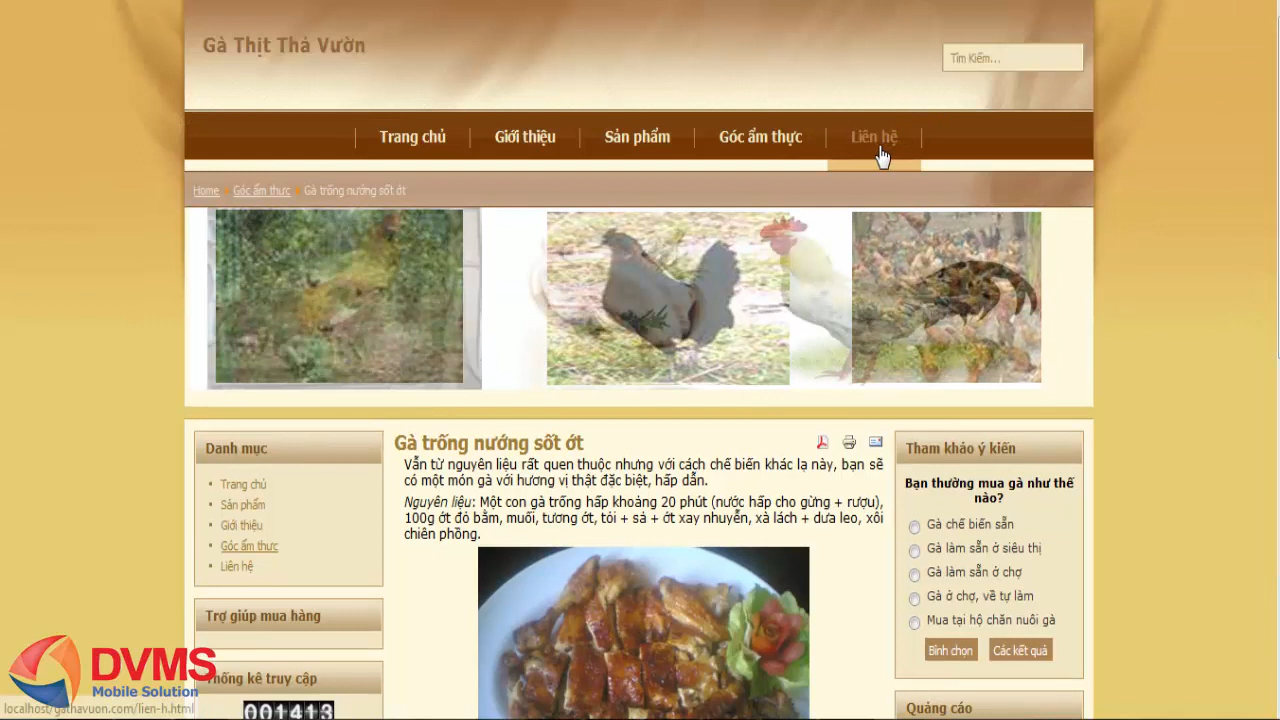 Gà Thịt Thả Vườn
Tìm Kiếm...
Trang chủ
Giới thiệu
Sản phẩm
Góc ẩm thực
Liên hệ
Home
Góc ẩm thực
Gà trống nướng sốt ớt
Danh mục
Trang chủ
Sản phẩm
Giới thiệu
Góc ẩm thực
Liên hệ
Trợ giúp mua hàng
Thống kê truy cập
001413
Gà trống nướng sốt ớt
Vẫn từ nguyên liệu rất quen thuộc nhưng với cách chế biến khác lạ này, bạn sẽ
có một món gà với hương vị thật đặc biệt, hấp dẫn.
Nguyên liệu: Một con gà trống hấp khoảng 20 phút (nước hấp cho gừng + rượu),
100g ớt đỏ bằm, muối, tương ớt, tỏi + sả + ớt xay nhuyễn, xà lách + dưa leo, xôi
chiên phồng.
Tham khảo ý kiến
Bạn thường mua gà như thế
nào?
Gà chế biến sẵn
Gà làm sẵn ở siêu thị
Gà làm sẵn ở chợ
Gà ở chợ, về tự làm
Mua tại hộ chăn nuôi gà
Bình chọn
Các kết quả
Quảng cáo
DVMS
Mobile Solution
localhost/gathavuon.com/lien-h.html